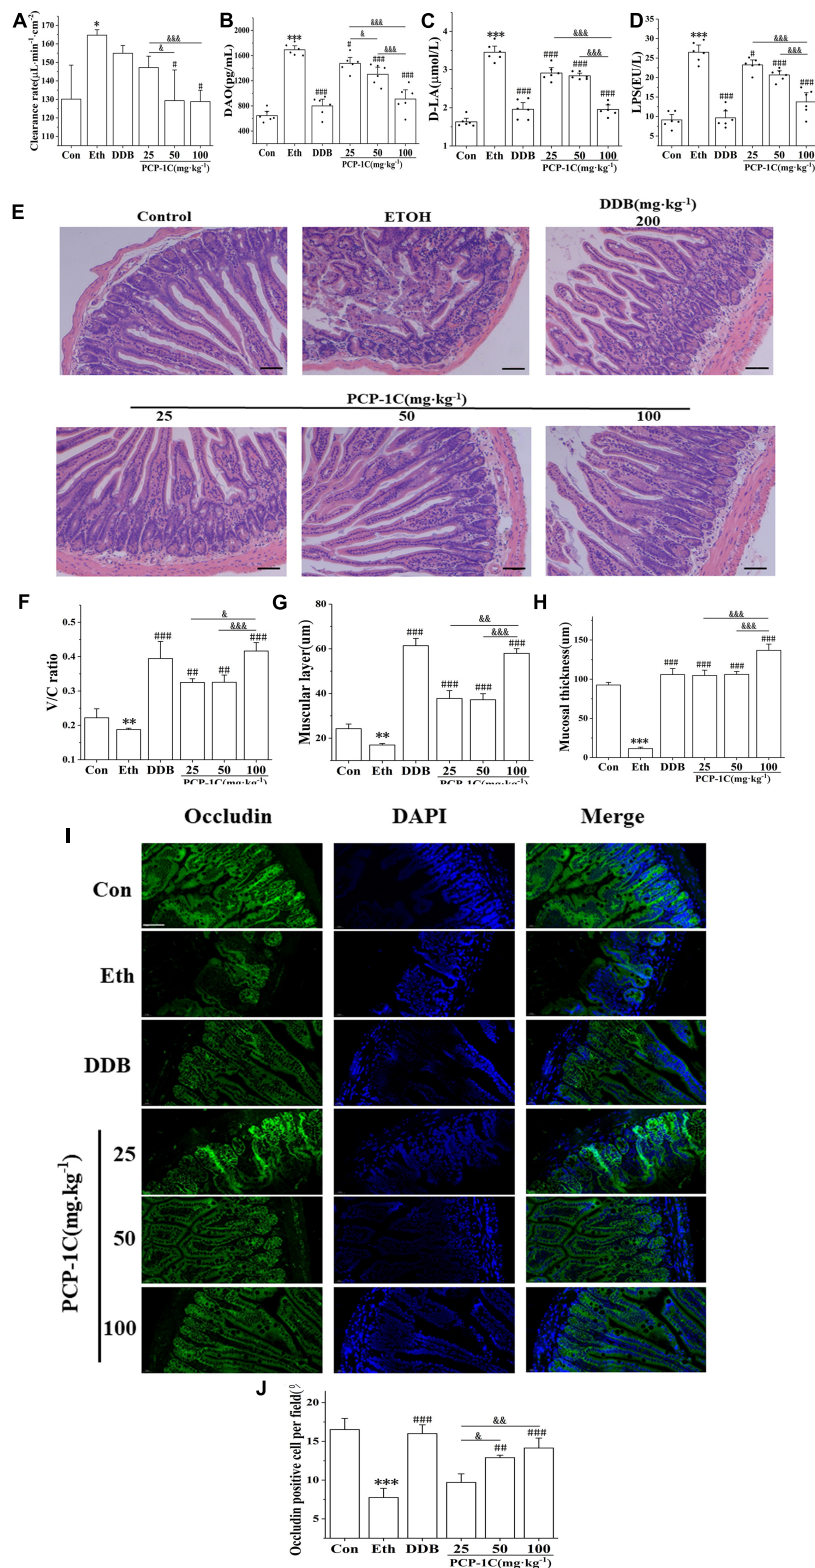 A
Clearance rate(μL·min⁻¹·cm⁻²)
170
160
150
140
130
*
&&&
&
#
#
Con Eth DDB 25 50 100
PCP-1C(mg·kg⁻¹)
B
DAO(pg/mL)
2000
1600
1200
800
400
***
###
#
###
###
&&&
&
&&&
Con Eth DDB 25 50 100
PCP-1C(mg·kg⁻¹)
C
D-LA(μmol/L)
4
3
2
1
***
###
###
###
###
&&&
&&&
Con Eth DDB 25 50 100
PCP-1C(mg·kg⁻¹)
D
LPS(EU/L)
35
30
25
20
15
10
5
***
###
#
###
###
&&&
&&&
Con Eth DDB 25 50 100
PCP-1C(mg·kg⁻¹)
E
Control
ETOH
DDB(mg·kg⁻¹)
200
PCP-1C(mg·kg⁻¹)
25 50 100
F
V/C ratio
0.5
0.4
0.3
0.2
0.1
**
###
##
##
###
&
&&&
Con Eth DDB 25 50 100
PCP-1C(mg·kg⁻¹)
G
Muscular layer(um)
80
60
40
20
**
###
###
###
###
&&
&&&
Con Eth DDB 25 50 100
PCP-1C(mg·kg⁻¹)
H
Mucosal thickness(um)
150
100
50
0
***
###
###
###
###
&&&
&&&
Con Eth DDB 25 50 100
PCP-1C(mg·kg⁻¹)
I
Occludin DAPI Merge
Con
Eth
DDB
PCP-1C(mg.kg⁻¹)
25
50
100
J
Occludin positive cell per field(%
20
15
10
5
***
###
##
###
&&
&
Con Eth DDB 25 50 100
PCP-1C(mg·kg⁻¹)